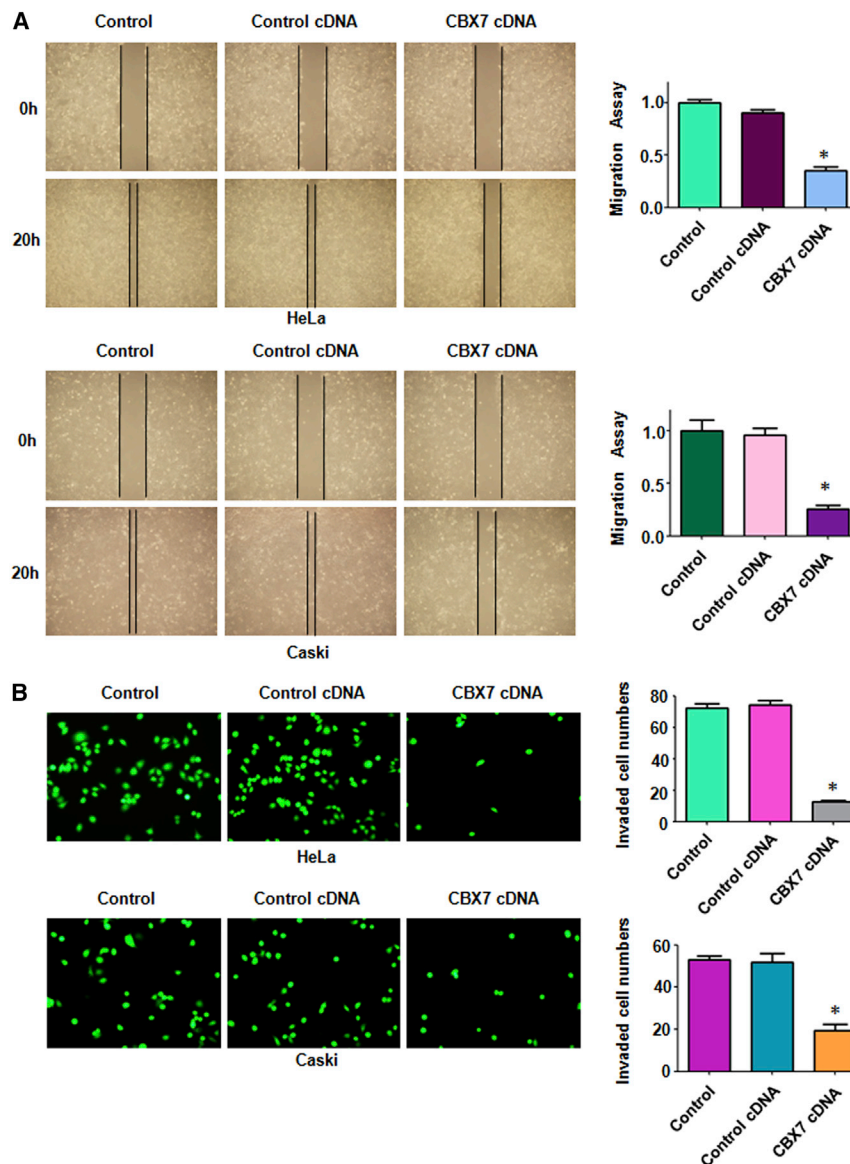 A
Control
Control cDNA
CBX7 cDNA
0h
20h
HeLa
Migration Assay
1.0
0.5
0.0
*
Control
Control cDNA
CBX7 cDNA
Control
Control cDNA
CBX7 cDNA
0h
20h
Caski
Migration Assay
1.0
0.5
0.0
*
Control
Control cDNA
CBX7 cDNA
B
Control
Control cDNA
CBX7 cDNA
HeLa
Invaded cell numbers
80
60
40
20
0
*
Control
Control cDNA
CBX7 cDNA
Control
Control cDNA
CBX7 cDNA
Caski
Invaded cell numbers
60
40
20
0
*
Control
Control cDNA
CBX7 cDNA